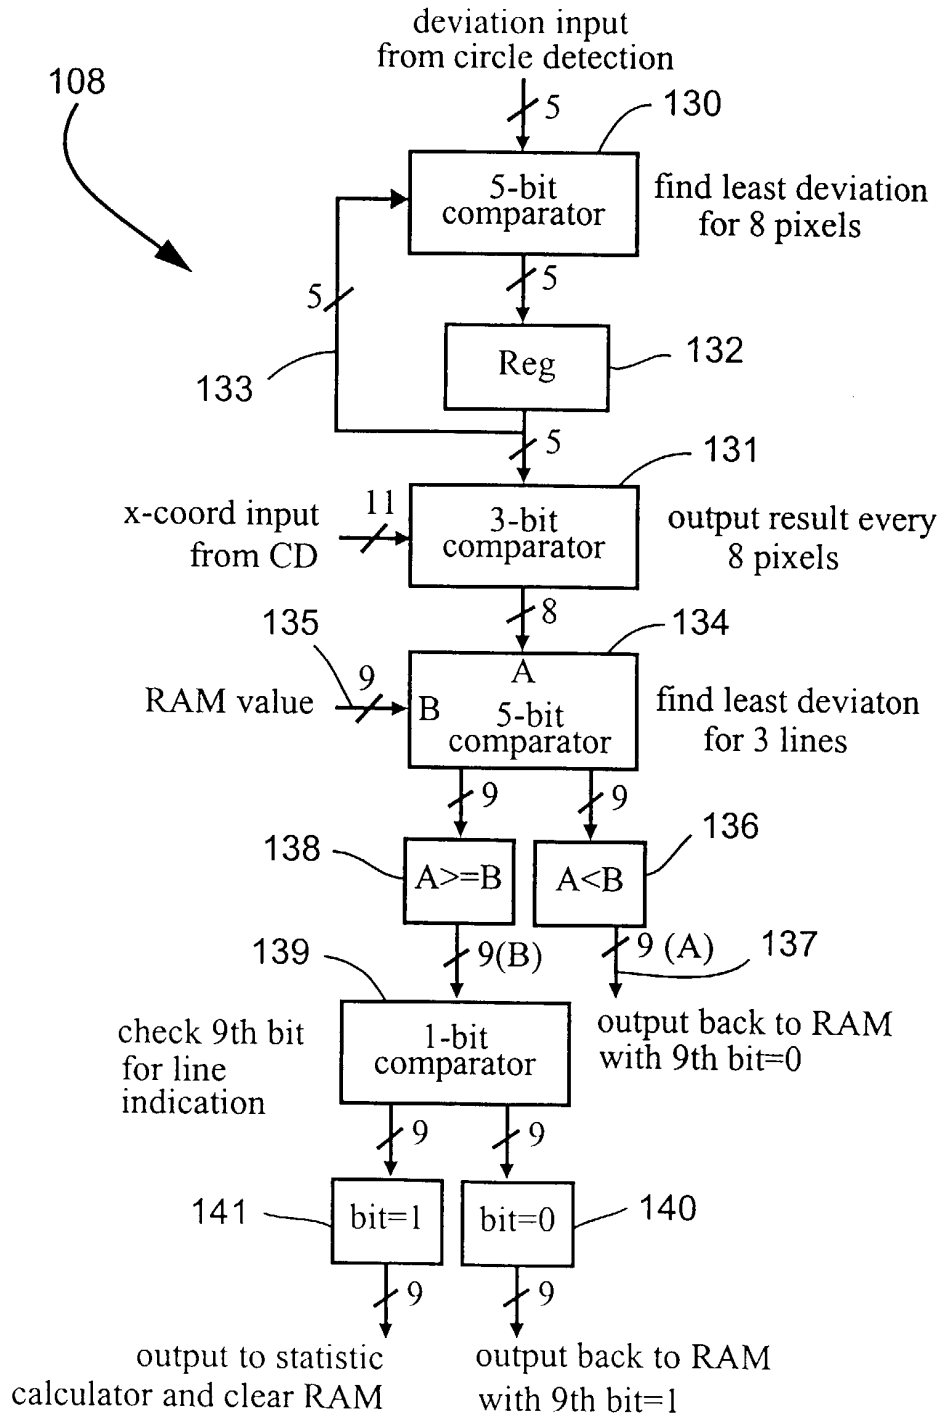 deviation input
from circle detection
108
5
130
5-bit
comparator
find least deviation
for 8 pixels
5
5
Reg
132
133
5
131
x-coord input
from CD
11
3-bit
comparator
output result every
8 pixels
8
135
134
RAM value
9
A
B
5-bit
comparator
find least deviaton
for 3 lines
9
9
138
136
A>=B
A<B
139
9(B)
9 (A)
137
check 9th bit
for line
indication
1-bit
comparator
output back to RAM
with 9th bit=0
9
9
141
bit=1
bit=0
140
9
9
output to statistic
calculator and clear RAM
output back to RAM
with 9th bit=1